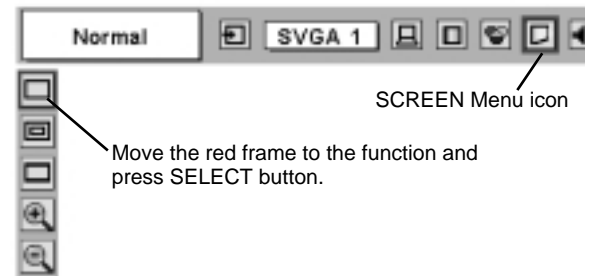 Normal
SVGA 1
SCREEN Menu icon
Move the red frame to the function and
press SELECT button.